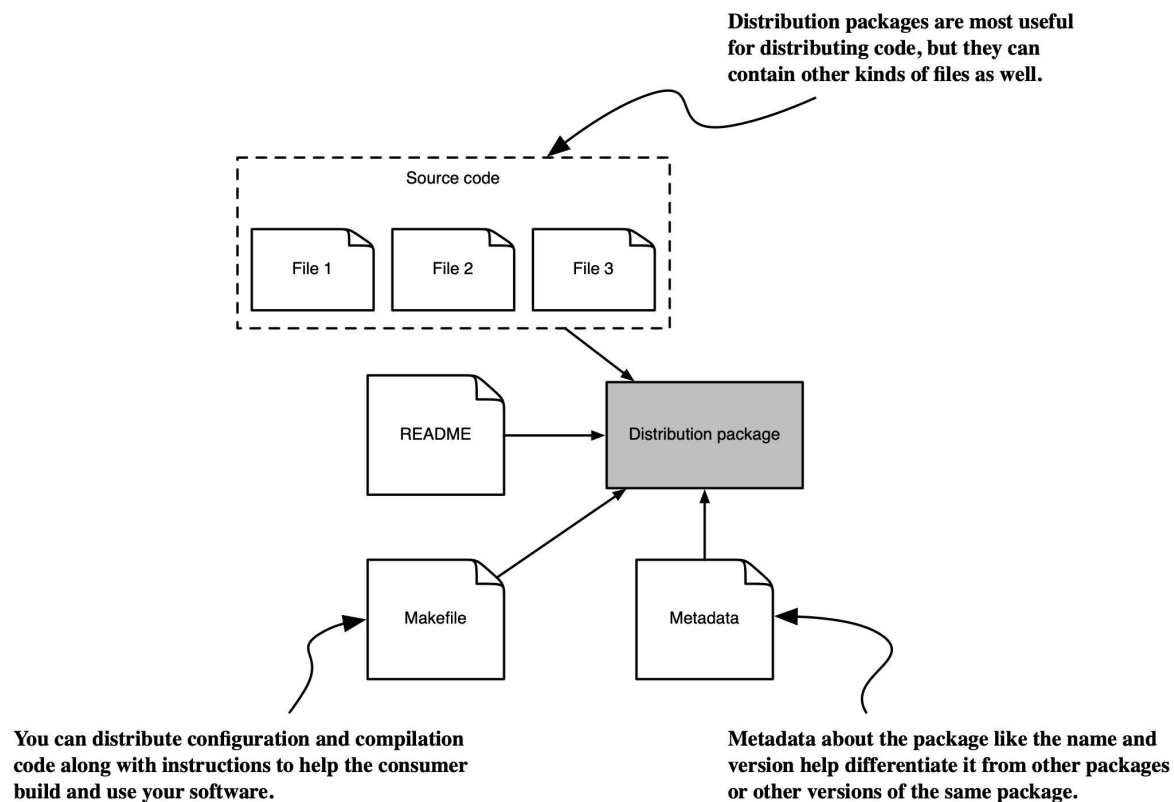 Distribution packages are most useful
for distributing code, but they can
contain other kinds of files as well.
Source code
File 1
File 2
File 3
README
Distribution package
Makefile
Metadata
You can distribute configuration and compilation
code along with instructions to help the consumer
build and use your software.
Metadata about the package like the name and
version help differentiate it from other packages
or other versions of the same package.